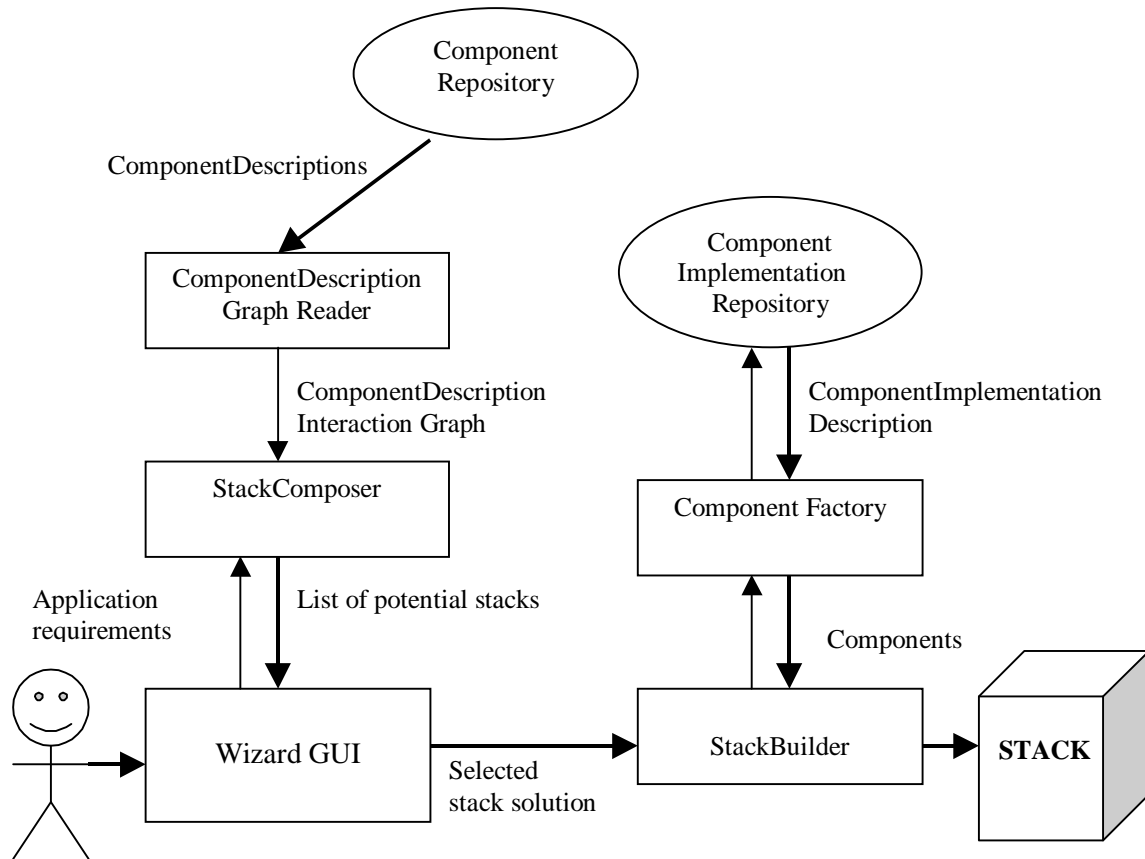 Component
Repository
ComponentDescriptions
ComponentDescription
Graph Reader
Component
Implementation
Repository
ComponentDescription
Interaction Graph
ComponentImplementation
Description
StackComposer
Component Factory
Application
requirements
List of potential stacks
Components
Wizard GUI
Selected
stack solution
StackBuilder
STACK